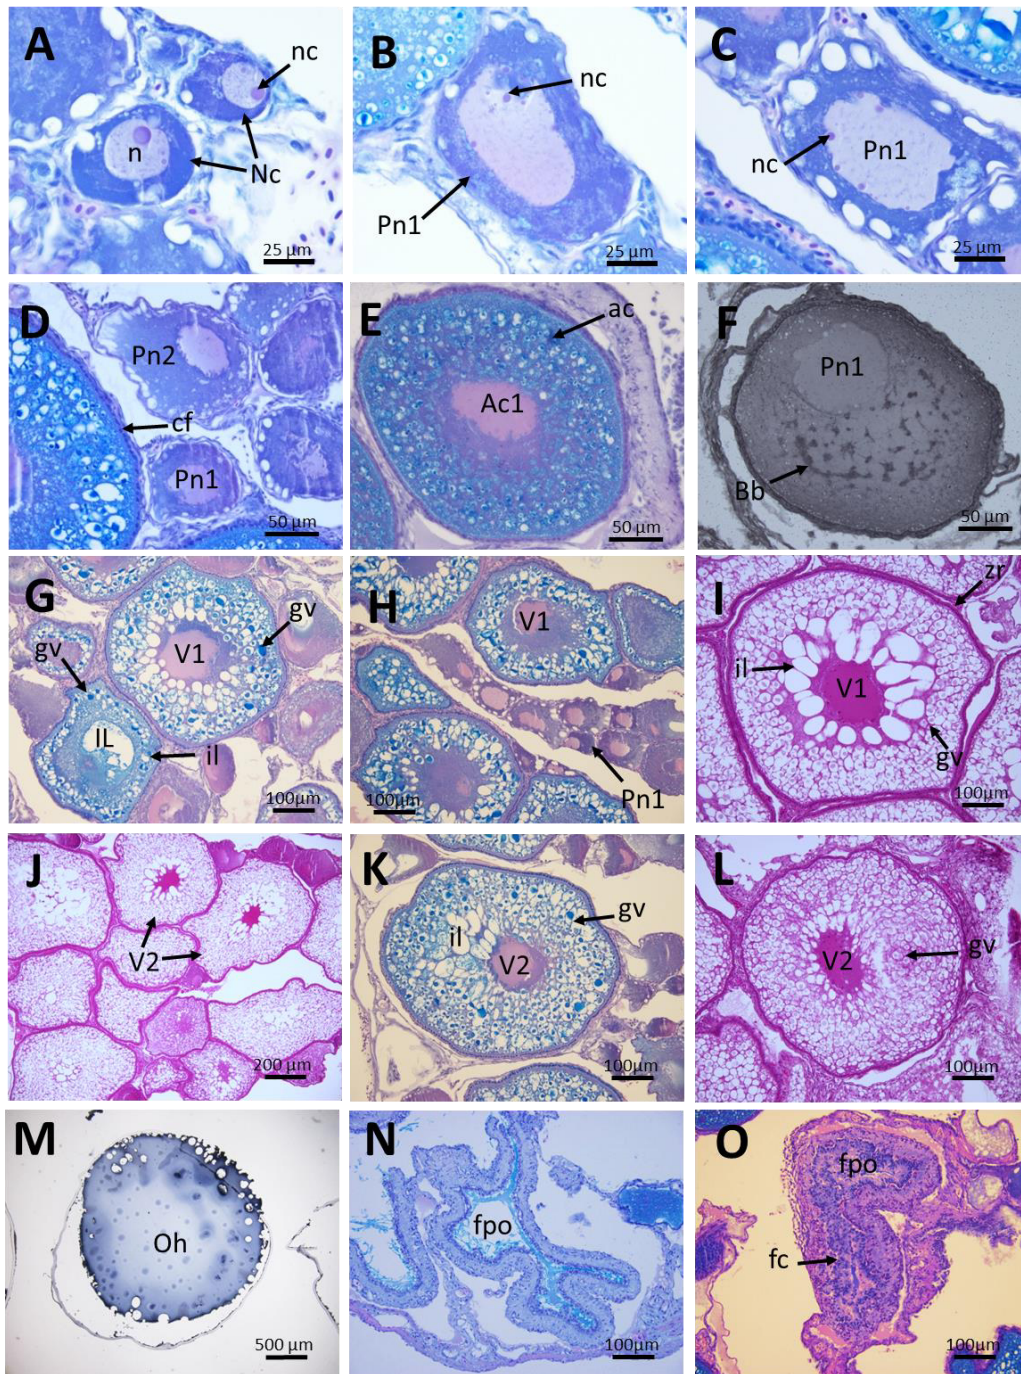 A
nc
n
Nc
25 µm
B
nc
Pn1
25 µm
C
nc
Pn1
25 µm
D
Pn2
cf
Pn1
50 µm
E
ac
Ac1
50 µm
F
Pn1
Bb
50 µm
G
gv
V1
gv
IL
il
100µm
H
V1
Pn1
100µm
I
zr
il
V1
gv
100µm
J
V2
200 µm
K
gv
il
V2
100µm
L
V2
gv
100µm
M
Oh
500 µm
N
fpo
100µm
O
fpo
fc
100µm